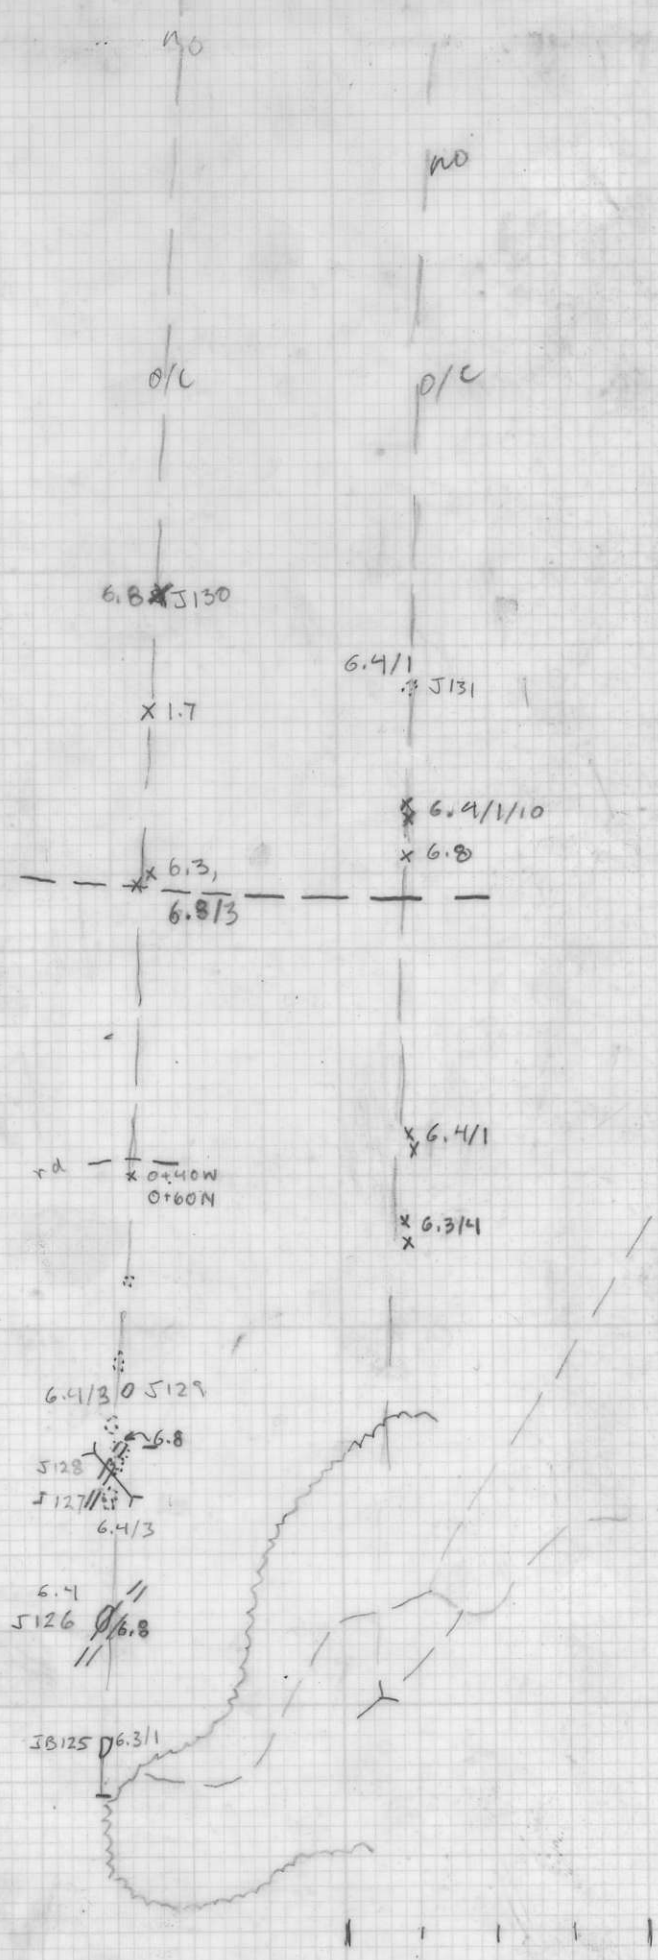 no
no
O/C
O/C
6.8 J130
6.4/1
J131
1.7
6.4/1/10
6.8
6.3,
6.8/3
6.4/1
rd
0+40W
0+60N
6.3/4
6.4/3 J129
6.8
J128
J127
6.4/3
6.4
J126
6.8
JB125 6.3/1